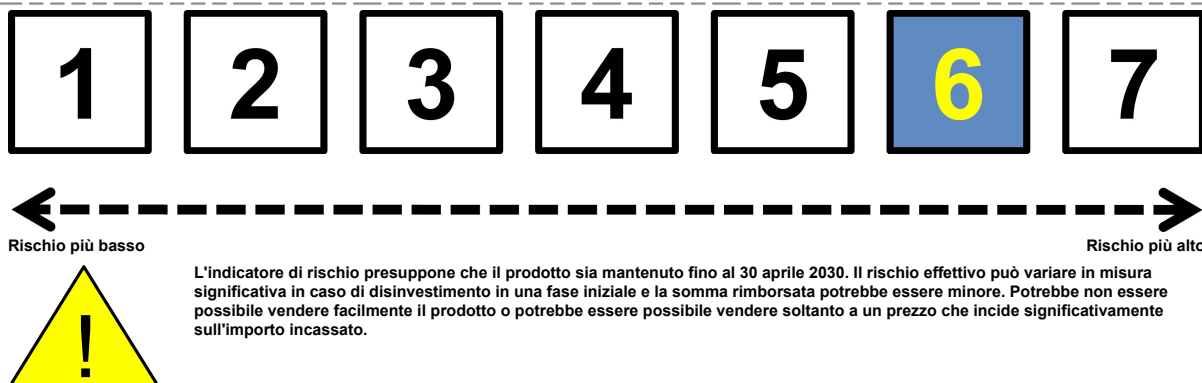 1 2 3 4 5 6 7
Rischio più basso Rischio più alto
!
L'indicatore di rischio presuppone che il prodotto sia mantenuto fino al 30 aprile 2030. Il rischio effettivo può variare in misura
significativa in caso di disinvestimento in una fase iniziale e la somma rimborsata potrebbe essere minore. Potrebbe non essere
possibile vendere facilmente il prodotto o potrebbe essere possibile vendere soltanto a un prezzo che incide significativamente
sull'importo incassato.